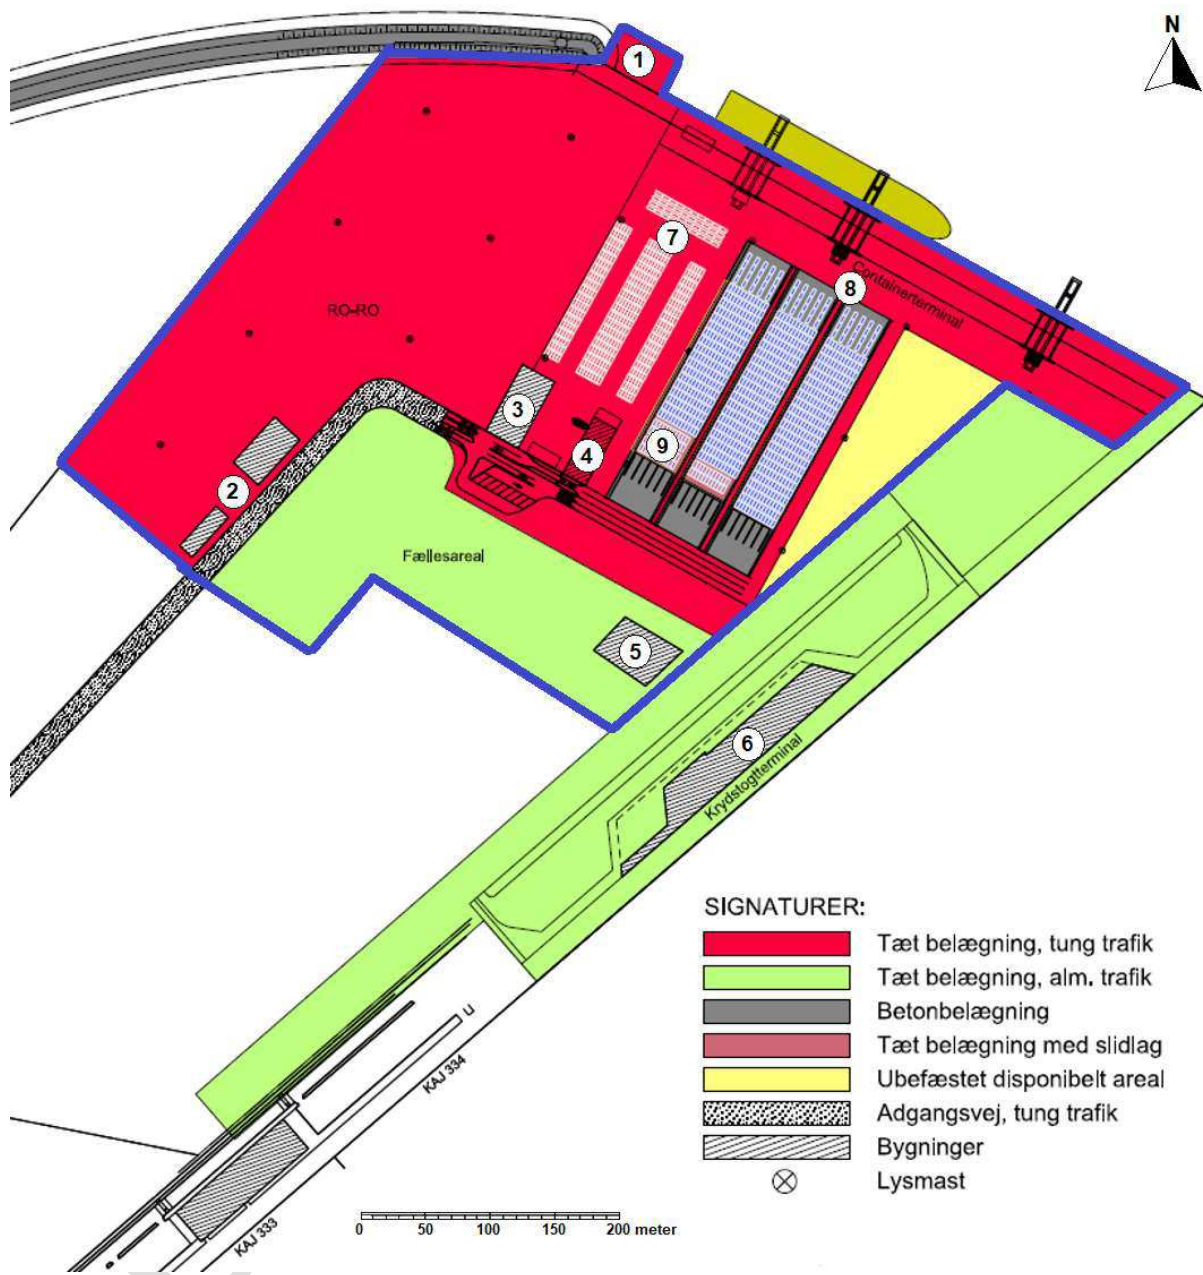 N
1
7
Containerterminal
8
RO-RO
3
4
9
2
Fællesareal
5
6
Krydstogtterminal
SIGNATURER:
Tæt belægning, tung trafik
Tæt belægning, alm. trafik
Betonbelægning
Tæt belægning med slidlag
Ubefæstet disponibelt areal
Adgangsvej, tung trafik
Bygninger
Lysmast
KAJ 334
KAJ 333
0 50 100 150 200 meter